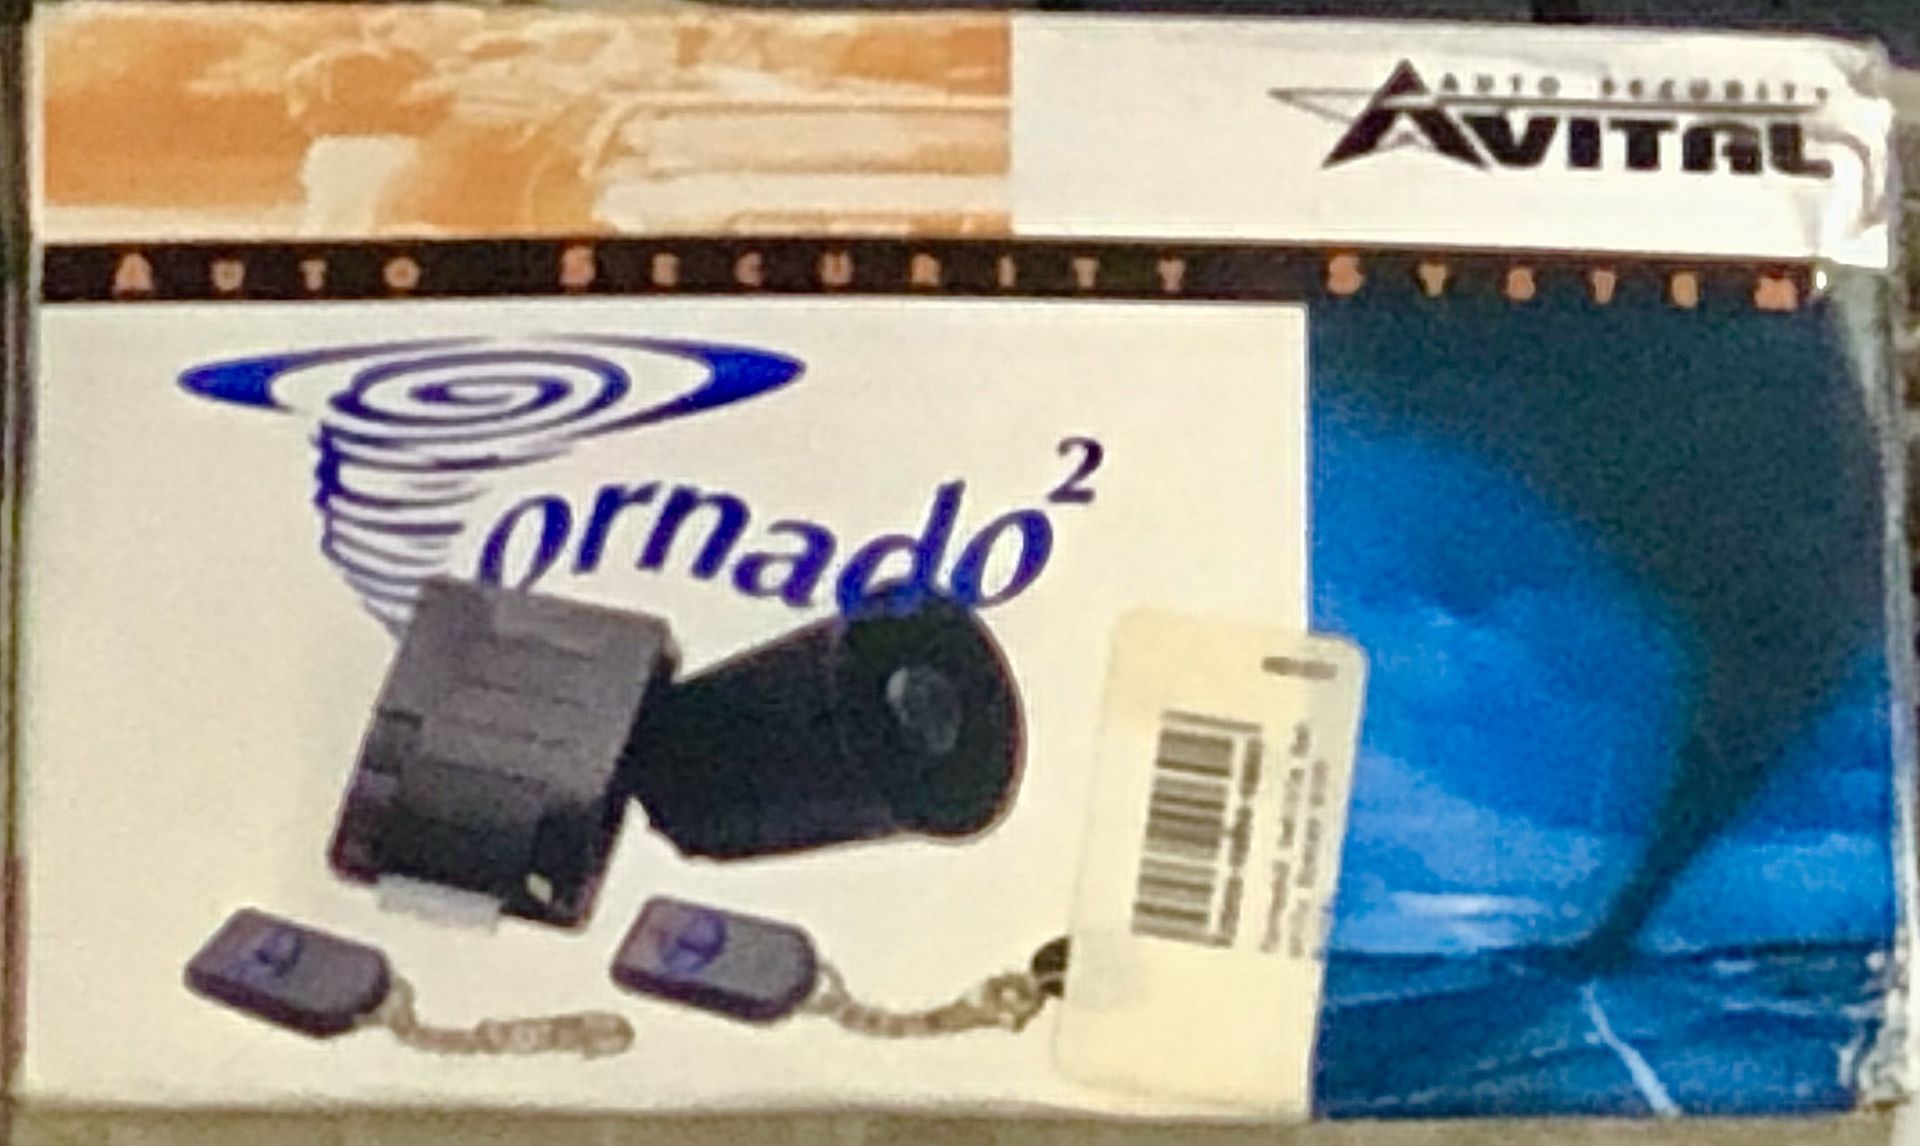 AUTO SECURITY
AVITAL
AUTO SECURITY SYSTEM
Tornado²